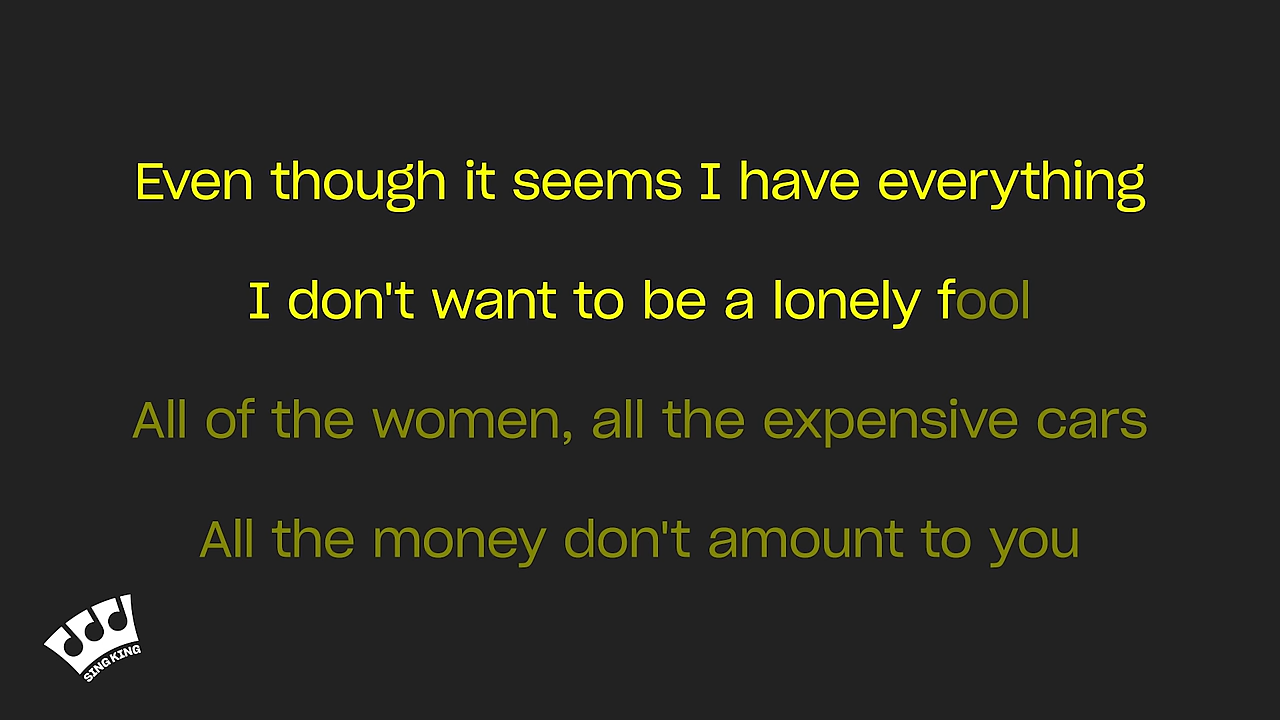 Even though it seems I have everything
I don't want to be a lonely fool
All of the women, all the expensive cars
All the money don't amount to you
SING KING